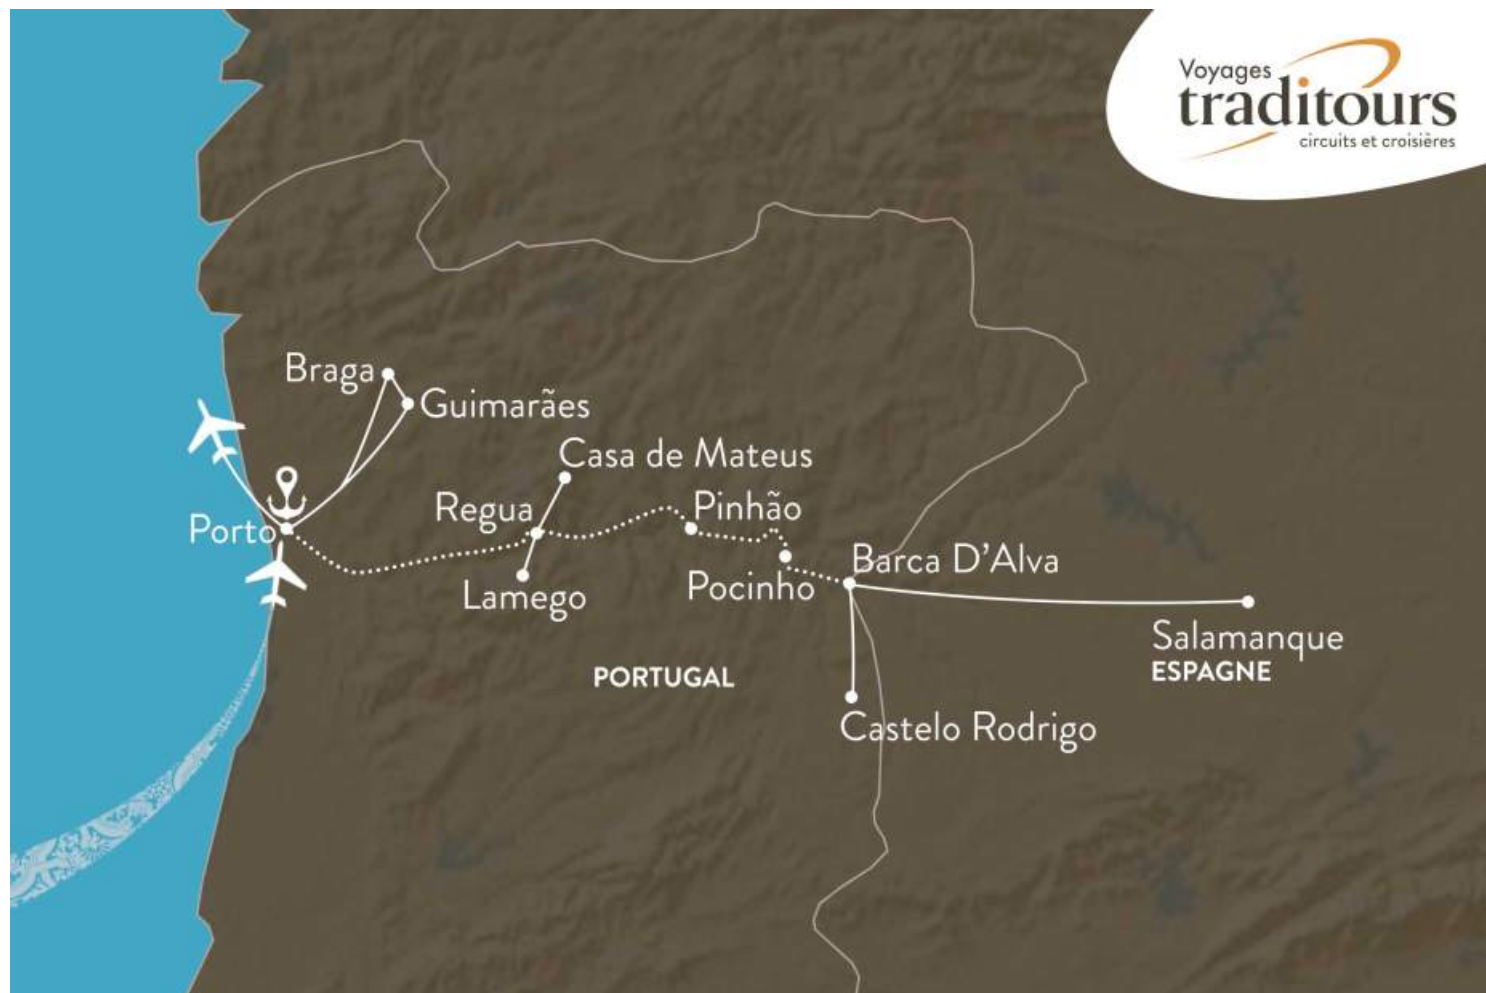 Voyages
traditours
circuits et croisières
Braga
Guimarães
Casa de Mateus
Regua
Pinhão
Porto
Barca D'Alva
Pocinho
Lamego
Salamanque
ESPAGNE
PORTUGAL
Castelo Rodrigo